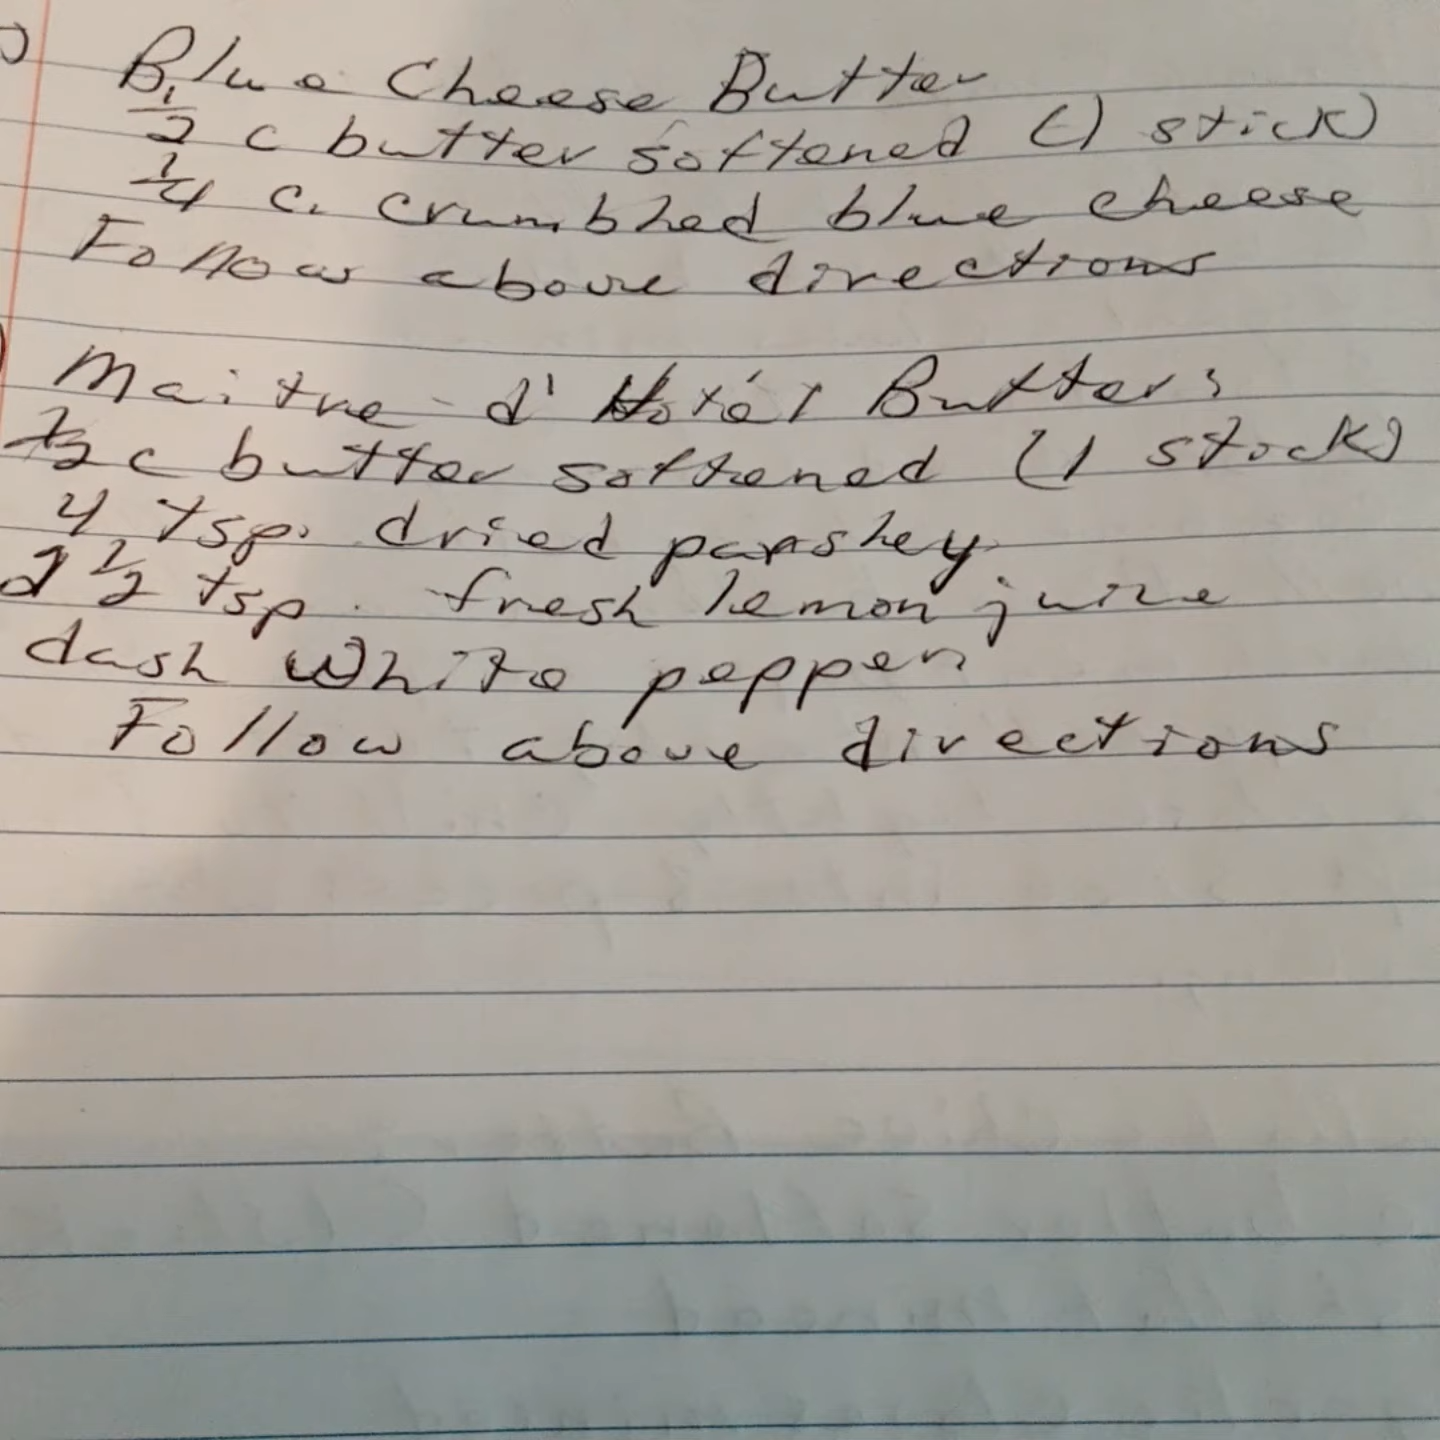 Blue Cheese Butter
1/2 c butter softened (1 stick)
1/4 c. crumbled blue cheese
Follow above directions
Maitre-d'Hotél Butter:
1/2 c butter softened (1 stick)
4 tsp. dried parsley
2 1/2 tsp. fresh lemon juice
dash white pepper
Follow above directions